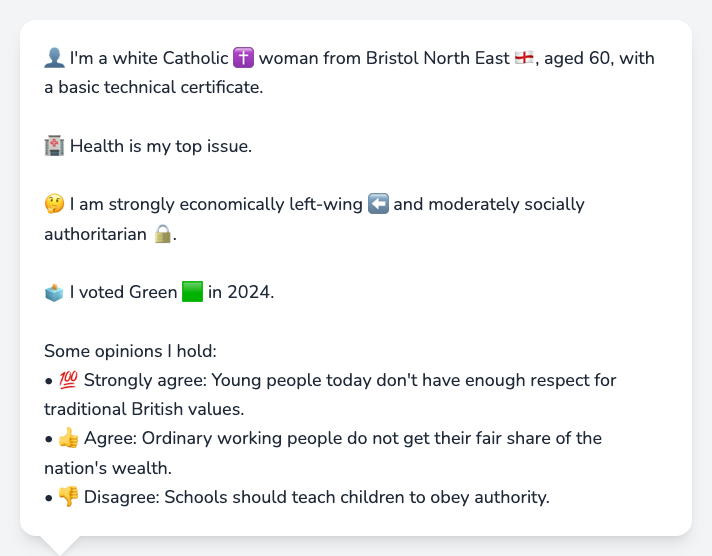 👤 I'm a white Catholic ✝️ woman from Bristol North East 🏴󠁧󠁢󠁥󠁮󠁧󠁿, aged 60, with
a basic technical certificate.
🏥 Health is my top issue.
🤔 I am strongly economically left-wing ⬅️ and moderately socially
authoritarian 🔒.
🗳️ I voted Green 🟩 in 2024.
Some opinions I hold:
• 💯 Strongly agree: Young people today don't have enough respect for
traditional British values.
• 👍 Agree: Ordinary working people do not get their fair share of the
nation's wealth.
• 👎 Disagree: Schools should teach children to obey authority.